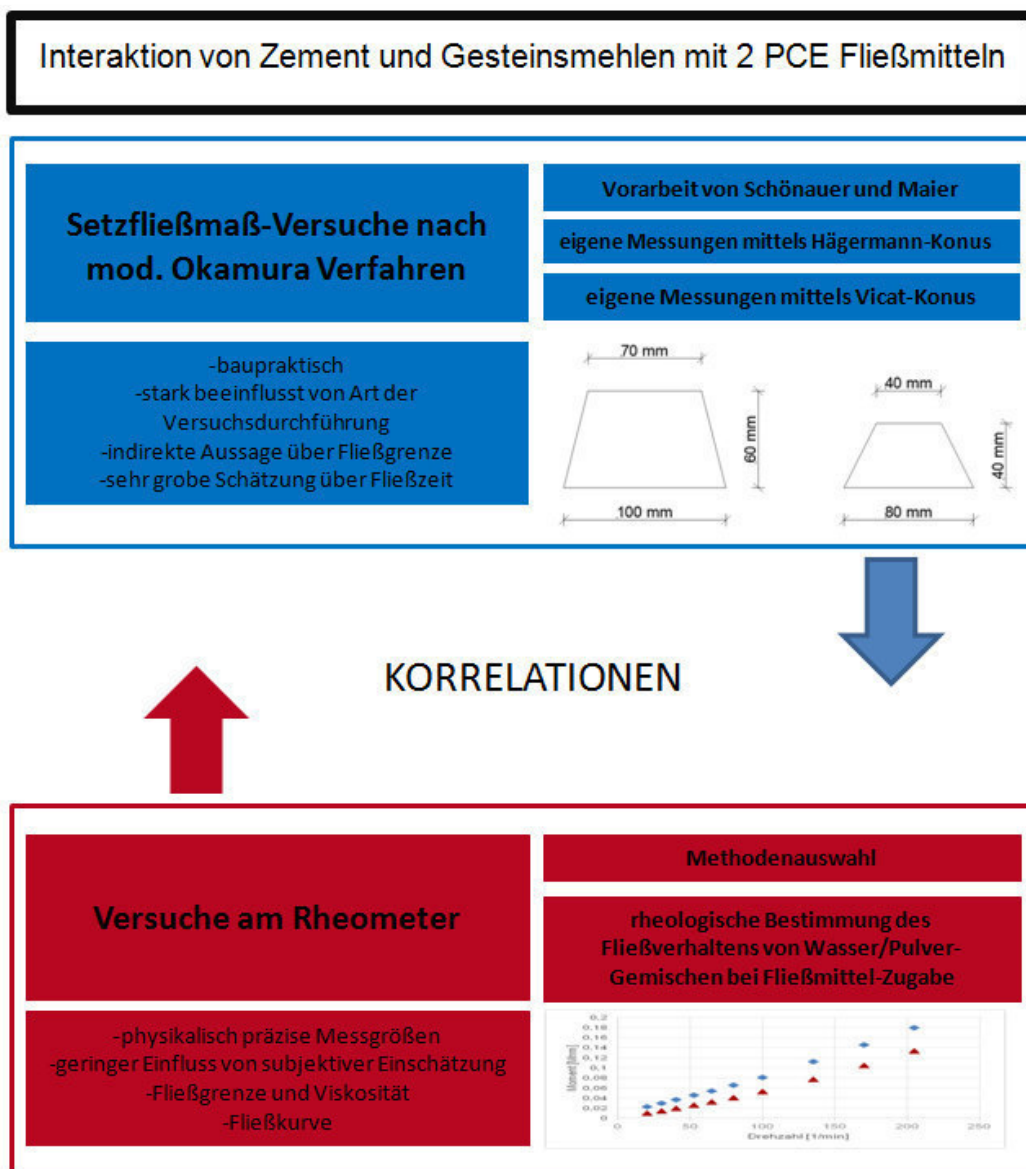 Interaktion von Zement und Gesteinsmehlen mit 2 PCE Fließmitteln
Setzfließmaß-Versuche nach
mod. Okamura Verfahren
Vorarbeit von Schönauer und Maier
eigene Messungen mittels Hägermann-Konus
eigene Messungen mittels Vicat-Konus
-baupraktisch
-stark beeinflusst von Art der
Versuchsdurchführung
-indirekte Aussage über Fließgrenze
-sehr grobe Schätzung über Fließzeit
70 mm
60 mm
100 mm
40 mm
40 mm
80 mm
KORRELATIONEN
Versuche am Rheometer
Methodenauswahl
rheologische Bestimmung des
Fließverhaltens von Wasser/Pulver-
Gemischen bei Fließmittel-Zugabe
-physikalisch präzise Messgrößen
-geringer Einfluss von subjektiver Einschätzung
-Fließgrenze und Viskosität
-Fließkurve
0,2
0,18
0,16
0,14
0,12
0,1
0,08
0,06
0,04
0,02
0
Moment [Nm]
0 50 100 150 200 250
Drehzahl [1/min]